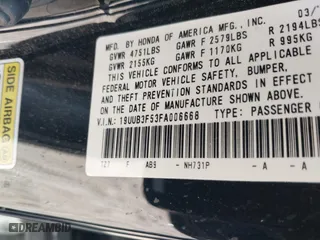 MFD. BY HONDA OF AMERICA MFG., INC. 03/
GVWR 4751LBS GAWR F 2579LBS R 2194LBS
GVWR 2155KG GAWR F 1170KG R 995KG
THIS VEHICLE CONFORMS TO ALL APPLICABLE
FEDERAL MOTOR VEHICLE SAFETY, BUMPER,
AND THEFT PREVENTION STANDARDS IN EFFECT ON
THE DATE OF MANUFACTURE SHOWN ABOVE.
V.I.N: 19UUB3F53FA006668 TYPE: PASSENGER
F AB9 NH731P - A - A
SIDE AIRBAG
DREAMBID